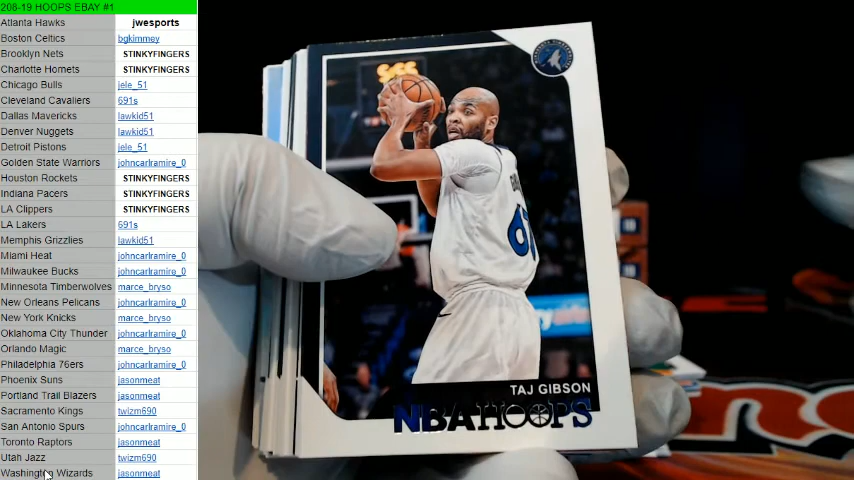 208-19 HOOPS EBAY #1
Atlanta Hawks jwesports
Boston Celtics bgkimmey
Brooklyn Nets STINKYFINGERS
Charlotte Hornets STINKYFINGERS
Chicago Bulls jele_51
Cleveland Cavaliers 691s
Dallas Mavericks lawkid51
Denver Nuggets lawkid51
Detroit Pistons jele_51
Golden State Warriors johncarlramire_0
Houston Rockets STINKYFINGERS
Indiana Pacers STINKYFINGERS
LA Clippers STINKYFINGERS
LA Lakers 691s
Memphis Grizzlies lawkid51
Miami Heat johncarlramire_0
Milwaukee Bucks johncarlramire_0
Minnesota Timberwolves marce_bryso
New Orleans Pelicans johncarlramire_0
New York Knicks marce_bryso
Oklahoma City Thunder johncarlramire_0
Orlando Magic marce_bryso
Philadelphia 76ers johncarlramire_0
Phoenix Suns jasonmeat
Portland Trail Blazers jasonmeat
Sacramento Kings twizm690
San Antonio Spurs johncarlramire_0
Toronto Raptors jasonmeat
Utah Jazz twizm690
Washington Wizards jasonmeat
67
TAJ GIBSON
NBA HOOPS